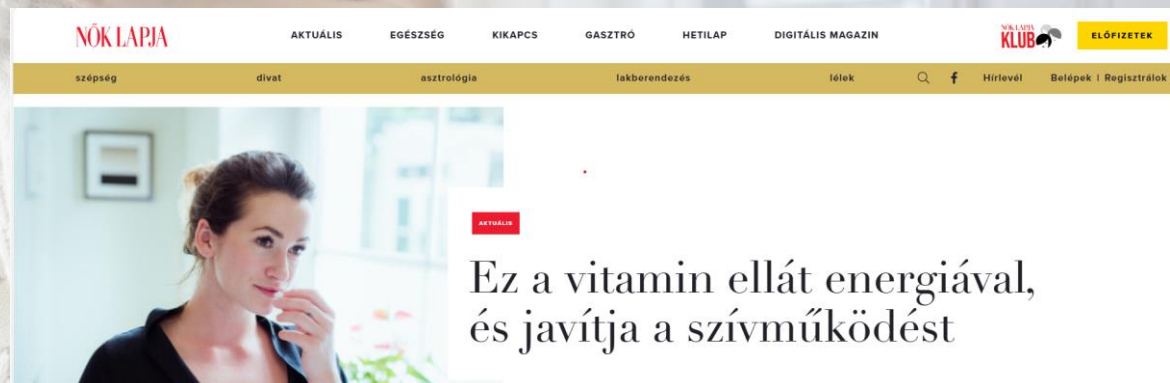 NŐK LAPJA AKTUÁLIS EGÉSZSÉG KIKAPCS GASZTRÓ HETILAP DIGITÁLIS MAGAZIN NŐK LAPJA KLUB ELŐFIZETEK
szépség divat asztrológia lakberendezés lélek f Hírlevél Belépek | Regisztrálok
AKTUÁLIS
Ez a vitamin ellát energiával,
és javítja a szívműködést